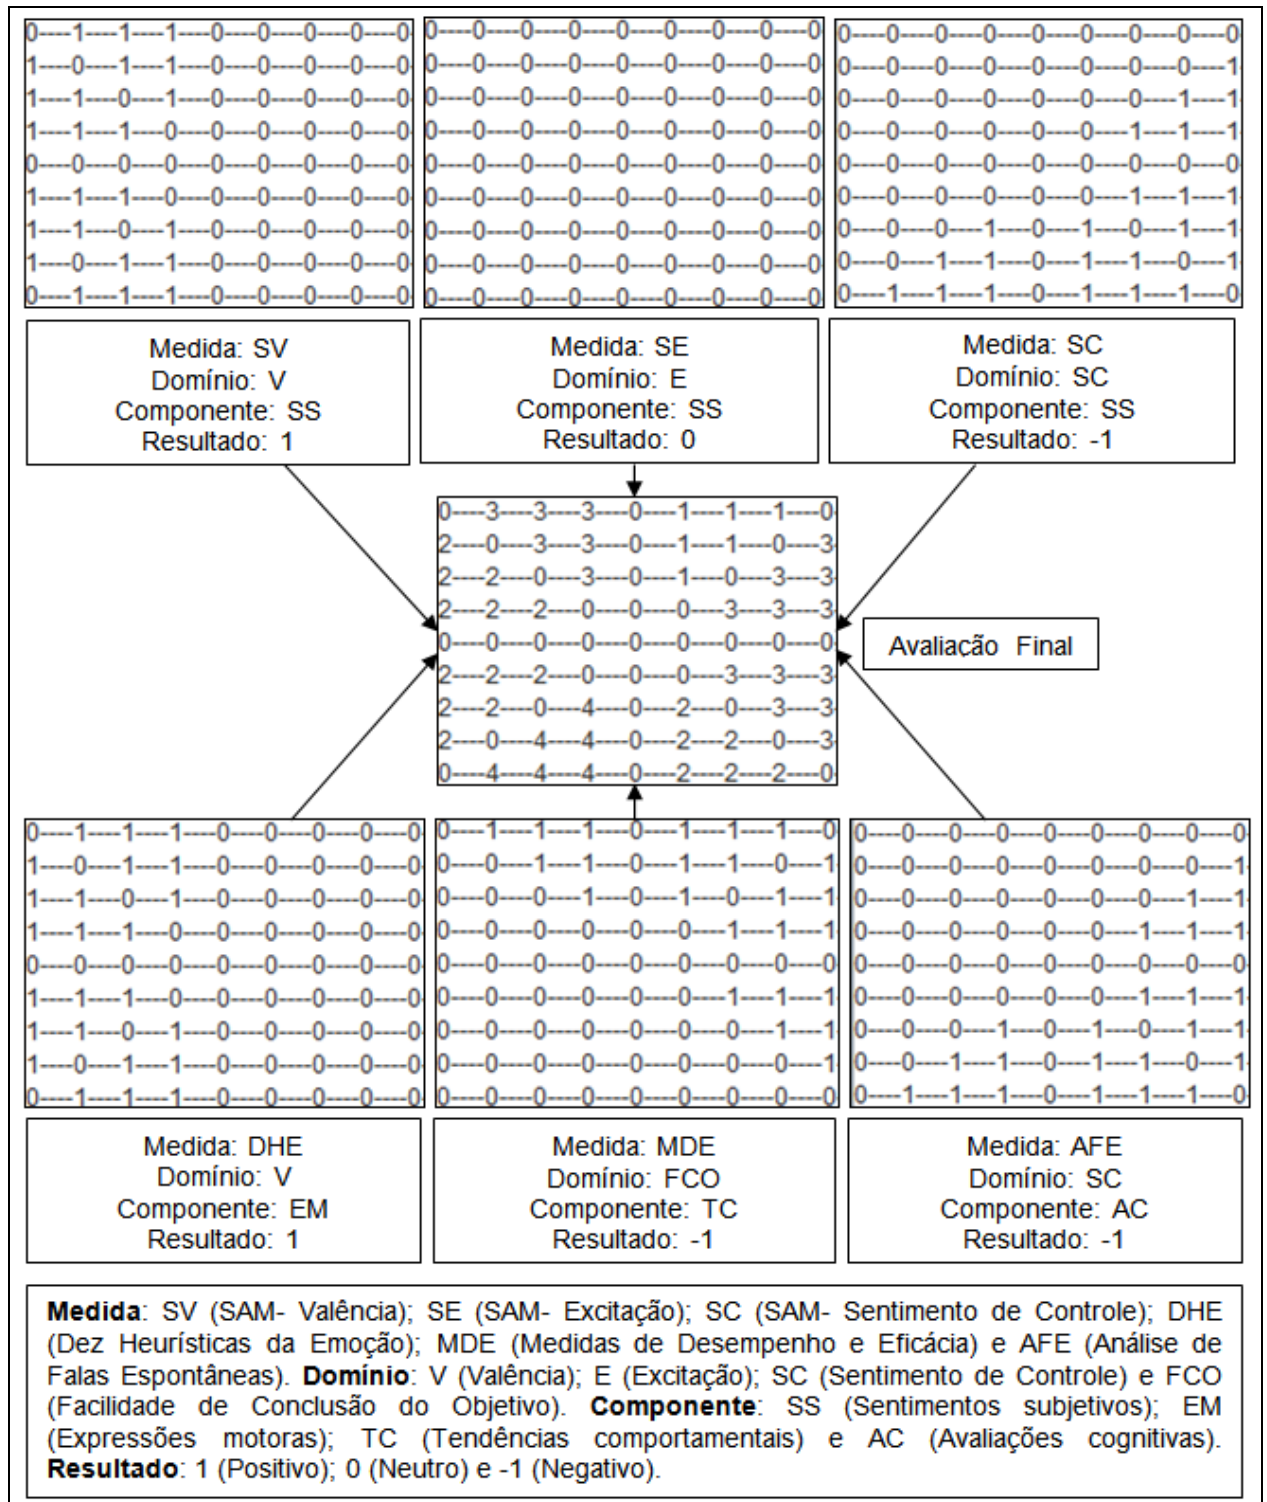 0----1----1----1----0----0----0----0----0
1----0----1----1----0----0----0----0----0
1----1----0----1----0----0----0----0----0
1----1----1----0----0----0----0----0----0
0----0----0----0----0----0----0----0----0
1----1----1----0----0----0----0----0----0
1----1----0----1----0----0----0----0----0
1----0----1----1----0----0----0----0----0
0----1----1----1----0----0----0----0----0
0----0----0----0----0----0----0----0----0
0----0----0----0----0----0----0----0----0
0----0----0----0----0----0----0----0----0
0----0----0----0----0----0----0----0----0
0----0----0----0----0----0----0----0----0
0----0----0----0----0----0----0----0----0
0----0----0----0----0----0----0----0----0
0----0----0----0----0----0----0----0----0
0----0----0----0----0----0----0----0----0
0----0----0----0----0----0----0----0----0
0----0----0----0----0----0----0----0----1
0----0----0----0----0----0----0----1----1
0----0----0----0----0----0----1----1----1
0----0----0----0----0----0----0----0----0
0----0----0----0----0----0----1----1----1
0----0----0----1----0----1----0----1----1
0----0----1----1----0----1----1----0----1
0----1----1----1----0----1----1----1----0
Medida: SV
Domínio: V
Componente: SS
Resultado: 1
Medida: SE
Domínio: E
Componente: SS
Resultado: 0
Medida: SC
Domínio: SC
Componente: SS
Resultado: -1
0----3----3----3----0----1----1----1----0
2----0----3----3----0----1----1----0----3
2----2----0----3----0----1----0----3----3
2----2----2----0----0----0----3----3----3
0----0----0----0----0----0----0----0----0
2----2----2----0----0----0----3----3----3
2----2----0----4----0----2----0----3----3
2----0----4----4----0----2----2----0----3
0----4----4----4----0----2----2----2----0
Avaliação Final
0----1----1----1----0----0----0----0----0
1----0----1----1----0----0----0----0----0
1----1----0----1----0----0----0----0----0
1----1----1----0----0----0----0----0----0
0----0----0----0----0----0----0----0----0
1----1----1----0----0----0----0----0----0
1----1----0----1----0----0----0----0----0
1----0----1----1----0----0----0----0----0
0----1----1----1----0----0----0----0----0
0----1----1----1----0----1----1----1----0
0----0----1----1----0----1----1----0----1
0----0----0----1----0----1----0----1----1
0----0----0----0----0----0----1----1----1
0----0----0----0----0----0----0----0----0
0----0----0----0----0----0----1----1----1
0----0----0----0----0----0----0----1----1
0----0----0----0----0----0----0----0----1
0----0----0----0----0----0----0----0----0
0----0----0----0----0----0----0----0----0
0----0----0----0----0----0----0----0----1
0----0----0----0----0----0----0----1----1
0----0----0----0----0----0----1----1----1
0----0----0----0----0----0----0----0----0
0----0----0----0----0----0----1----1----1
0----0----0----1----0----1----0----1----1
0----0----1----1----0----1----1----0----1
0----1----1----1----0----1----1----1----0
Medida: DHE
Domínio: V
Componente: EM
Resultado: 1
Medida: MDE
Domínio: FCO
Componente: TC
Resultado: -1
Medida: AFE
Domínio: SC
Componente: AC
Resultado: -1
Medida: SV (SAM- Valência); SE (SAM- Excitação); SC (SAM- Sentimento de Controle); DHE
(Dez Heurísticas da Emoção); MDE (Medidas de Desempenho e Eficácia) e AFE (Análise de
Falas Espontâneas). Domínio: V (Valência); E (Excitação); SC (Sentimento de Controle) e FCO
(Facilidade de Conclusão do Objetivo). Componente: SS (Sentimentos subjetivos); EM
(Expressões motoras); TC (Tendências comportamentais) e AC (Avaliações cognitivas).
Resultado: 1 (Positivo); 0 (Neutro) e -1 (Negativo).